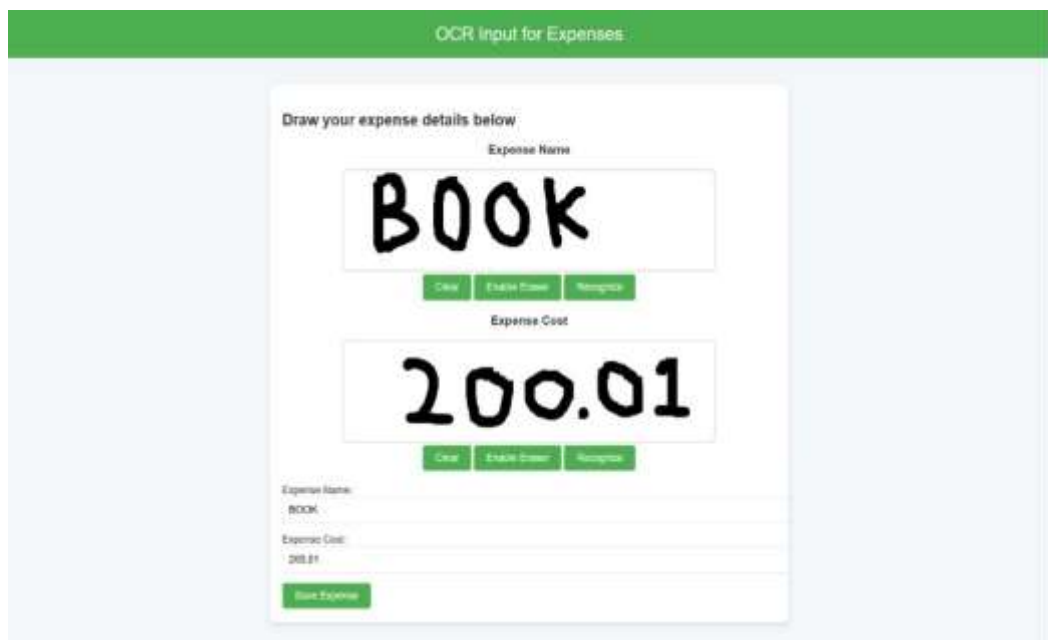 OCR Input for Expenses
Draw your expense details below
Expense Name
BOOK
Clear Enable Eraser Recognize
Expense Cost
200.01
Clear Enable Eraser Recognize
Expense Name:
BOOK
Expense Cost:
Save Expense